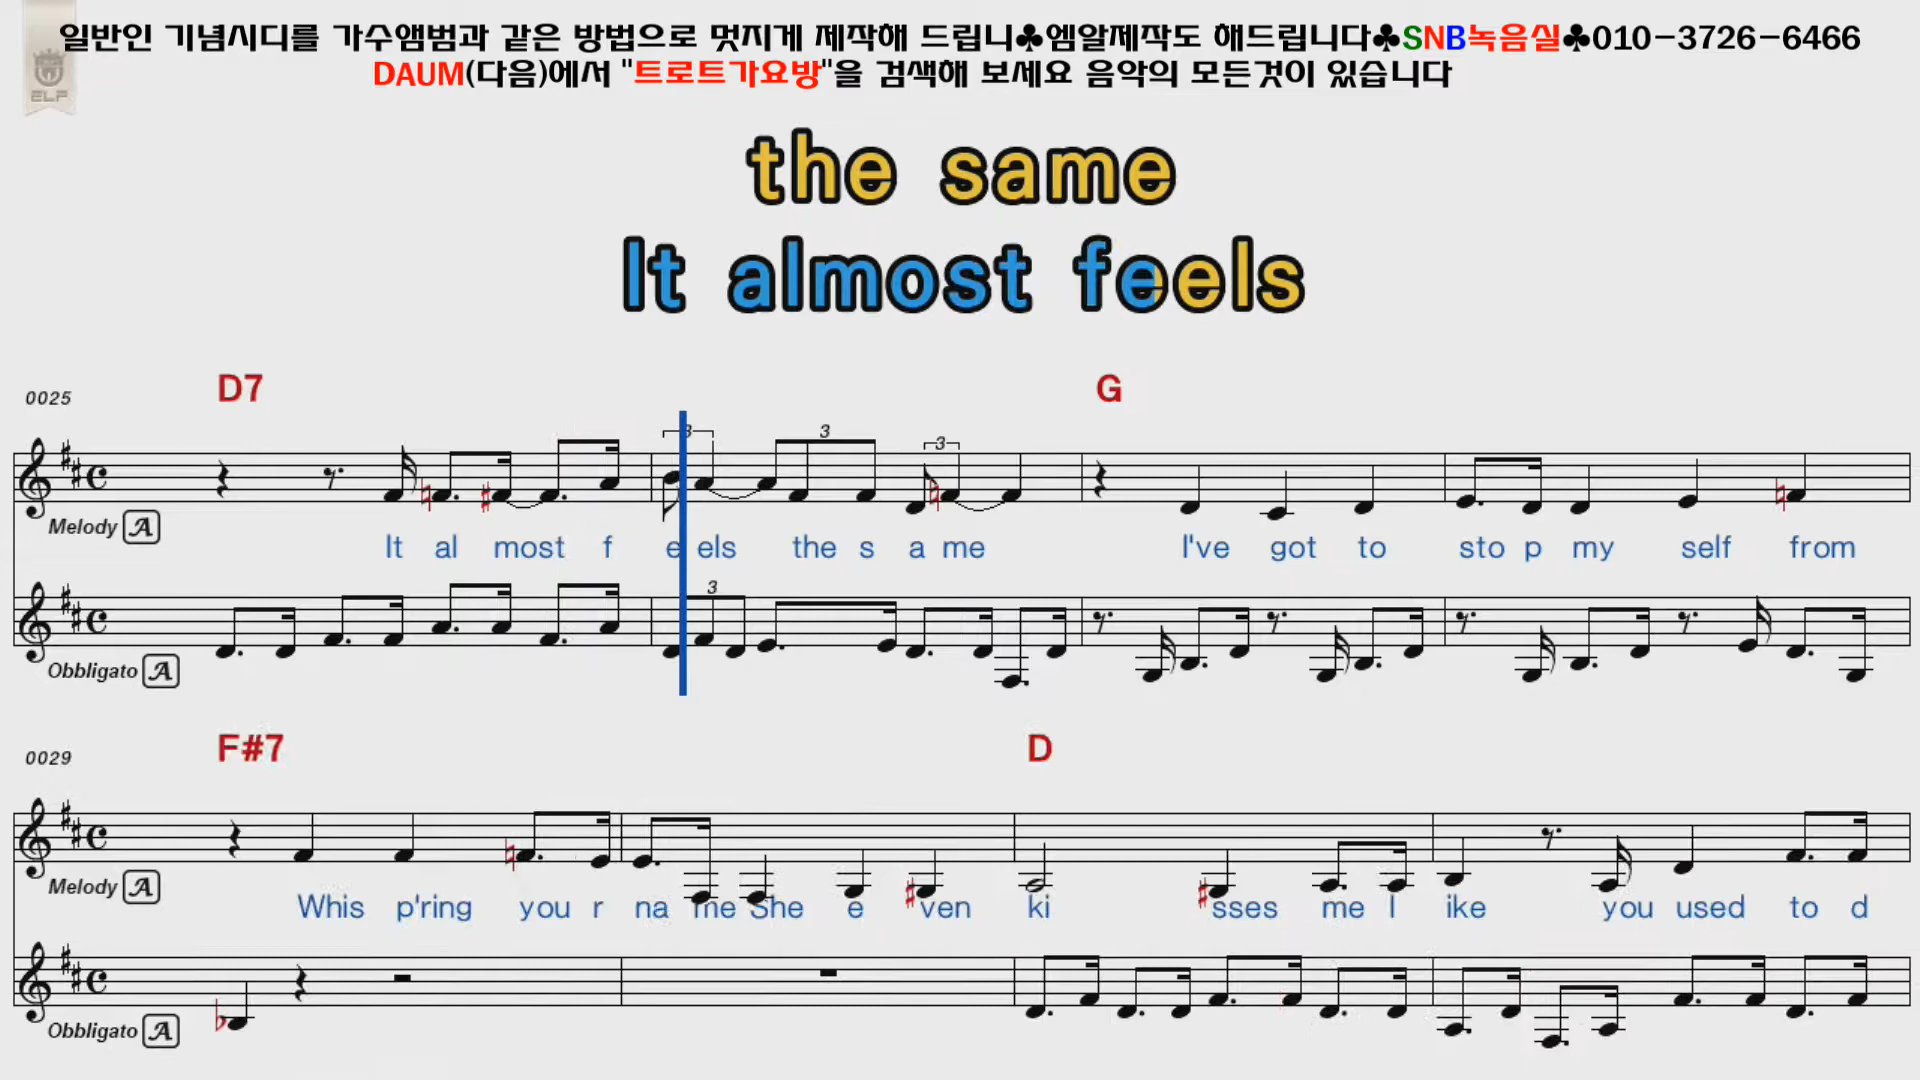 일반인 기념시디를 가수앨범과 같은 방법으로 멋지게 제작해 드립니♣엠알제작도 해드립니다♣SNB녹음실♣010-3726-6466
DAUM(다음)에서 "트로트가요방"을 검색해 보세요 음악의 모든것이 있습니다
ELF
the same
It almost feels
0025
D7
G
3
3
3
Melody A
It al most f e els the s a me I've got to sto p my self from
3
Obbligato A
0029
F#7
D
Melody A
Whis p'ring you r na me She e ven ki sses me l ike you used to d
Obbligato A